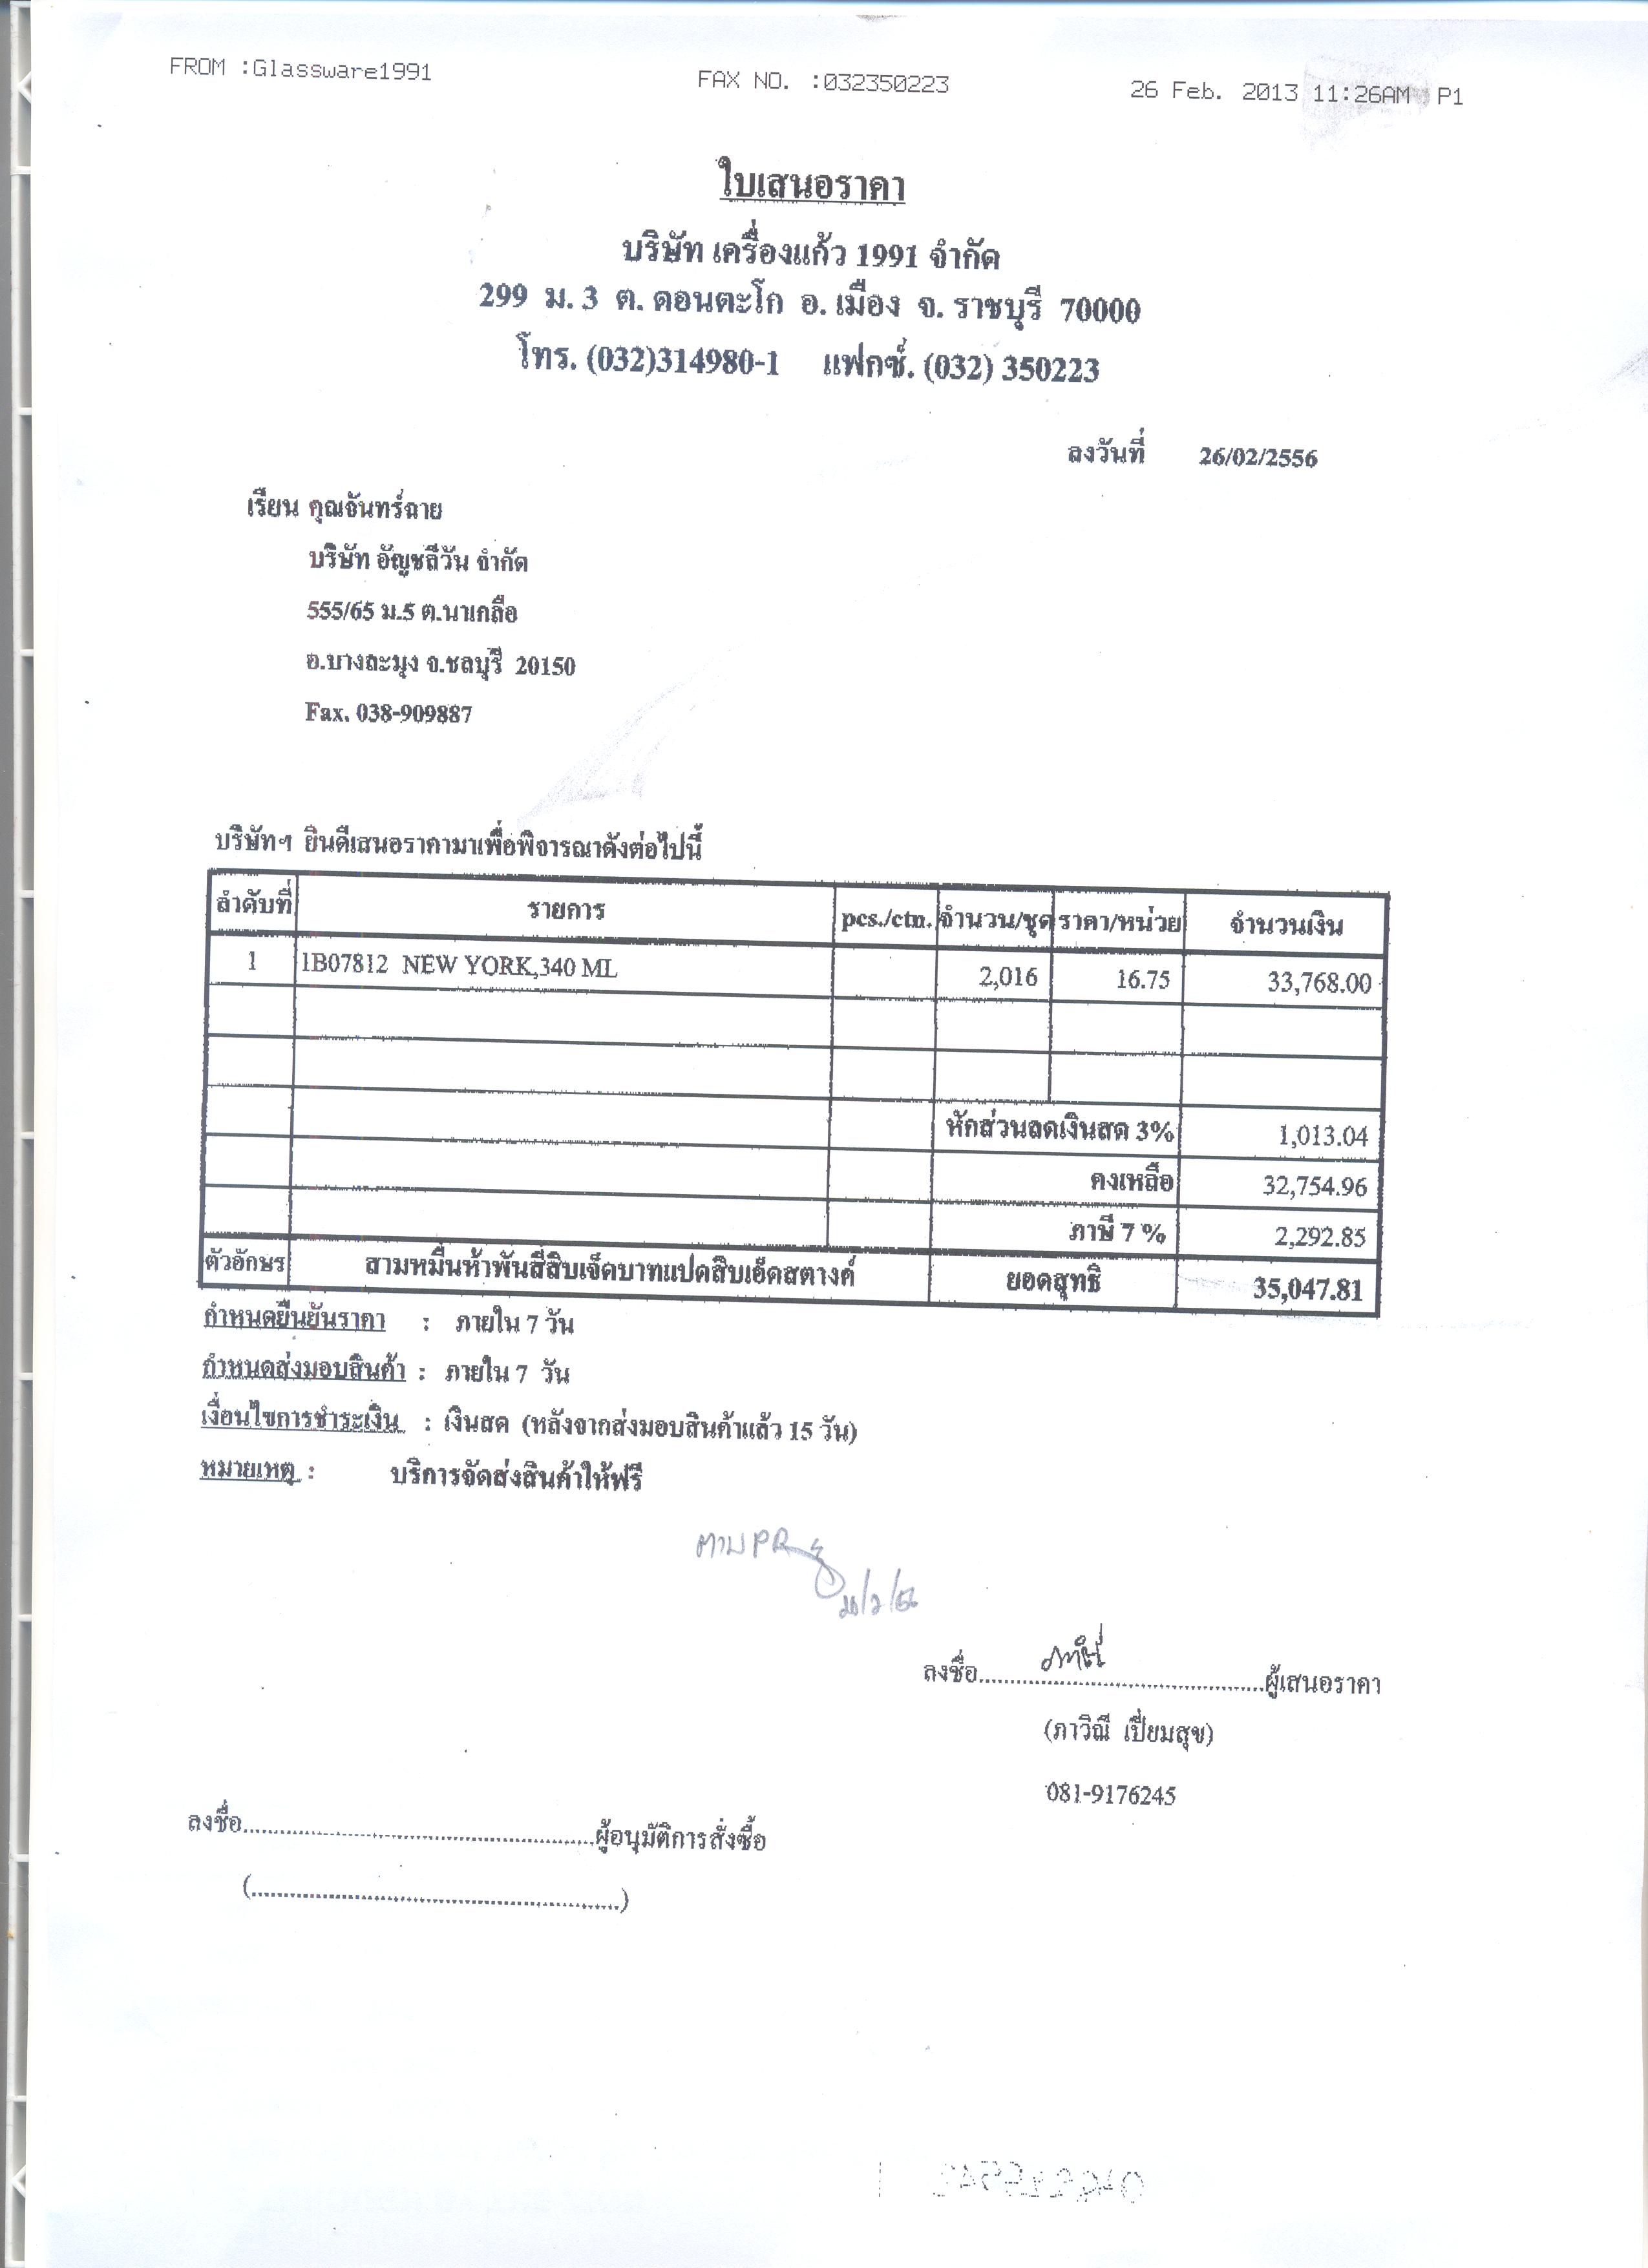 FROM :Glassware1991 FAX NO. :032350223 26 Feb. 2013 11:26AM P1
ใบเสนอราคา
บริษัท เครื่องแก้ว 1991 จำกัด
299 ม. 3 ต. ดอนตะโก อ. เมือง จ. ราชบุรี 70000
โทร. (032)314980-1 แฟกซ์. (032) 350223
ลงวันที่ 26/02/2556
เรียน คุณจันทร์ฉาย
บริษัท อัญชลีวัน จำกัด
555/65 ม.5 ต.นาเกลือ
อ.บางละมุง จ.ชลบุรี 20150
Fax. 038-909887
บริษัทฯ ยินดีเสนอราคามาเพื่อพิจารณาดังต่อไปนี้
ลำดับที่ รายการ pcs./ctn. จำนวน/ชุด ราคา/หน่วย จำนวนเงิน
1 1B07812 NEW YORK,340 ML 2,016 16.75 33,768.00
หักส่วนลดเงินสด 3% 1,013.04
คงเหลือ 32,754.96
ภาษี 7 % 2,292.85
ตัวอักษร สามหมื่นห้าพันสี่สิบเจ็ดบาทแปดสิบเอ็ดสตางค์ ยอดสุทธิ 35,047.81
กำหนดยืนยันราคา : ภายใน 7 วัน
กำหนดส่งมอบสินค้า : ภายใน 7 วัน
เงื่อนไขการชำระเงิน : เงินสด (หลังจากส่งมอบสินค้าแล้ว 15 วัน)
หมายเหตุ : บริการจัดส่งสินค้าให้ฟรี
ตาม PR
26/2/56
ลงชื่อ..........................................ผู้เสนอราคา
(ภาวิณี เปี่ยมสุข)
081-9176245
ลงชื่อ..........................................ผู้อนุมัติการสั่งซื้อ
(..........................................)